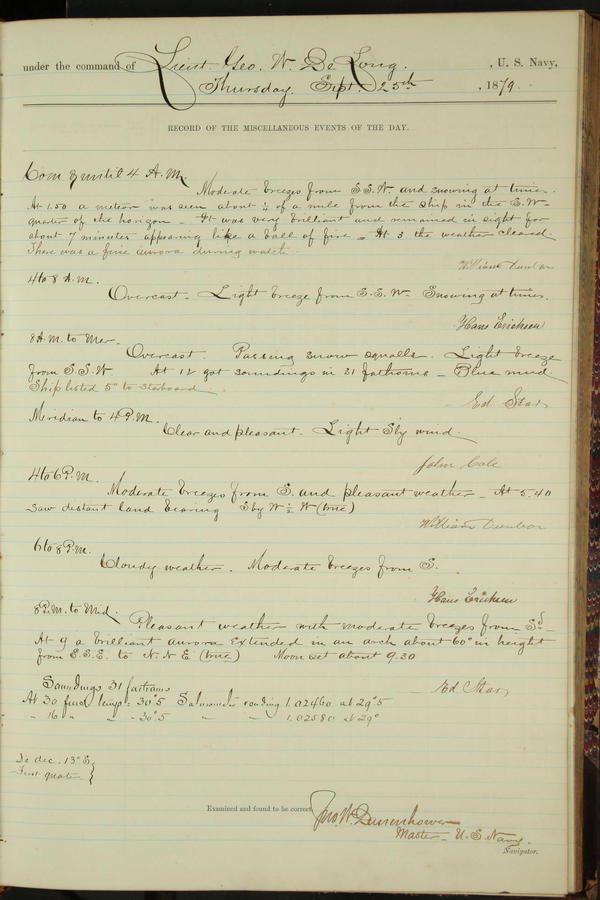 under the command of Lieut. Geo. W. De Long. , U. S. Navy,
Thursday. Sept. 25th , 1879.
RECORD OF THE MISCELLANEOUS EVENTS OF THE DAY.
Com & until 4 A.M.
Moderate breezes from S.S.W. and snowing at times.
At 1.50 a meteor was seen about ½ of a mile from the ship in the S.W-
quarter of the horizon - It was very brilliant and remained in sight for
about 7 minutes appearing like a ball of fire - At 3 the weather cleared.
There was a fine aurora during watch.
William Dunbar
4 to 8 A.M.
Overcast - Light breeze from S.S.W- Snowing at times.
Hans Erichsen
8 A.M. to Mer-
Overcast. Passing snow squalls. Light breeze
from S.S.W At 12 got soundings in 31 fathoms - Blue mud.
Ship listed 5° to starboard.
Ed Star
Meridian to 4 P.M.
Clear and pleasant - Light Sly wind.
John Cole
4 to 6 P.M.
Moderate breezes from S. and pleasant weather - At 5.40
saw distant land bearing S by W ½ W (true)
William Dunbar
6 to 8 P.M.
Cloudy weather. Moderate breezes from S.
Hans Erichsen
8 P.M. to Mid.
Pleasant weather with moderate breezes from Sd-
At 9 a brilliant aurora extended in an arch about 60° in height
from E.S.E. to N.N.E (true) Moon set about 9.30
Ed Star
Soundings 31 fathoms
At 30 fms temp = 30°5 reading 1.02460 at 29°5
" 16 " " - 30°5 " " 1.02580 at 29°
dec. 13° S.
First quarter
Examined and found to be correct.
Jno W. Danenhower
Master - U.S. Navy
Navigator.